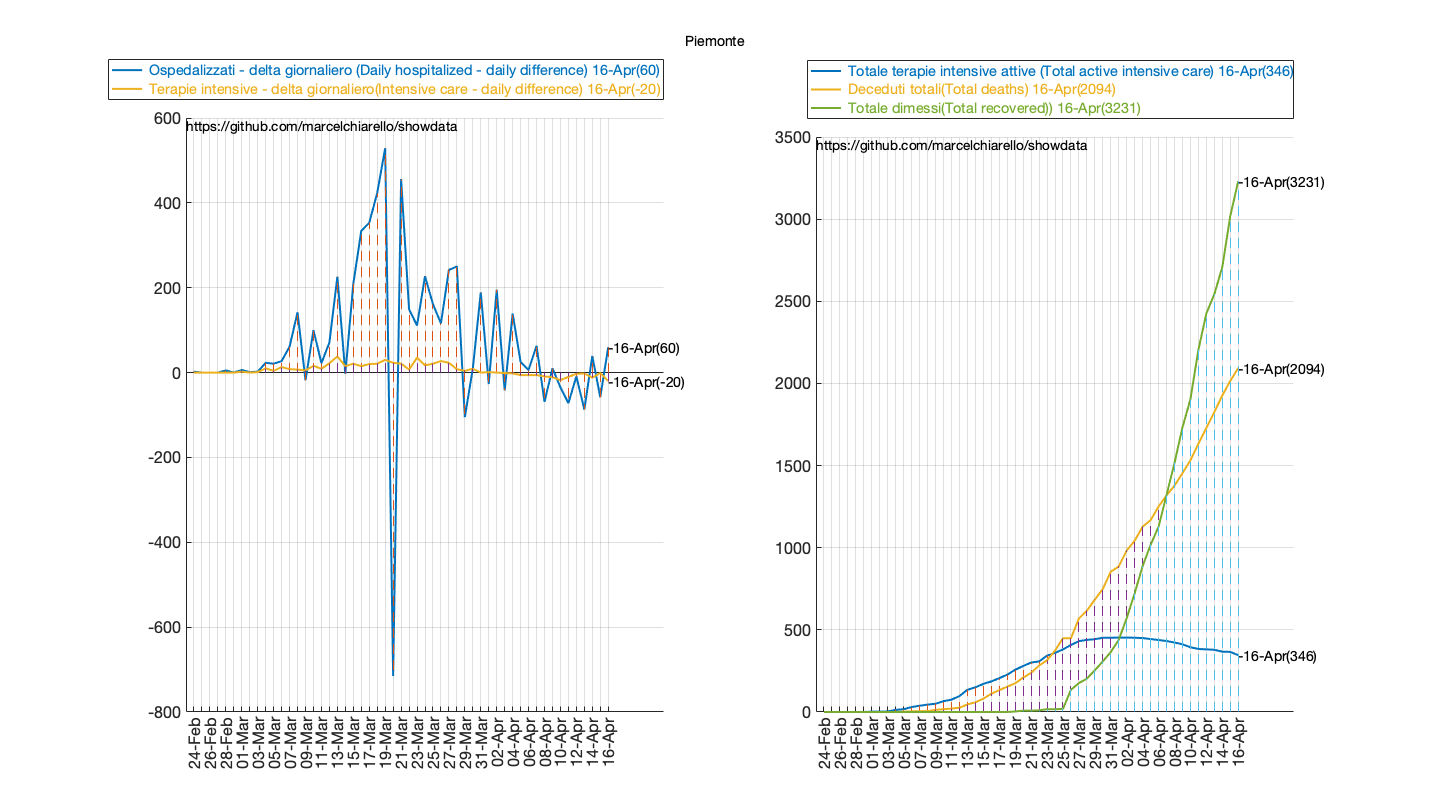 Piemonte
Ospedalizzati - delta giornaliero (Daily hospitalized - daily difference) 16-Apr(60)
Terapie intensive - delta giornaliero(Intensive care - daily difference) 16-Apr(-20)
https://github.com/marcelchiarello/showdata
600
400
200
0
-200
-400
-600
-800
16-Apr(60)
16-Apr(-20)
24-Feb
26-Feb
28-Feb
01-Mar
03-Mar
05-Mar
07-Mar
09-Mar
11-Mar
13-Mar
15-Mar
17-Mar
19-Mar
21-Mar
23-Mar
25-Mar
27-Mar
29-Mar
31-Mar
02-Apr
04-Apr
06-Apr
08-Apr
10-Apr
12-Apr
14-Apr
16-Apr
Totale terapie intensive attive (Total active intensive care) 16-Apr(346)
Deceduti totali(Total deaths) 16-Apr(2094)
Totale dimessi(Total recovered)) 16-Apr(3231)
https://github.com/marcelchiarello/showdata
3500
3000
2500
2000
1500
1000
500
0
16-Apr(3231)
16-Apr(2094)
16-Apr(346)
24-Feb
26-Feb
28-Feb
01-Mar
03-Mar
05-Mar
07-Mar
09-Mar
11-Mar
13-Mar
15-Mar
17-Mar
19-Mar
21-Mar
23-Mar
25-Mar
27-Mar
29-Mar
31-Mar
02-Apr
04-Apr
06-Apr
08-Apr
10-Apr
12-Apr
14-Apr
16-Apr